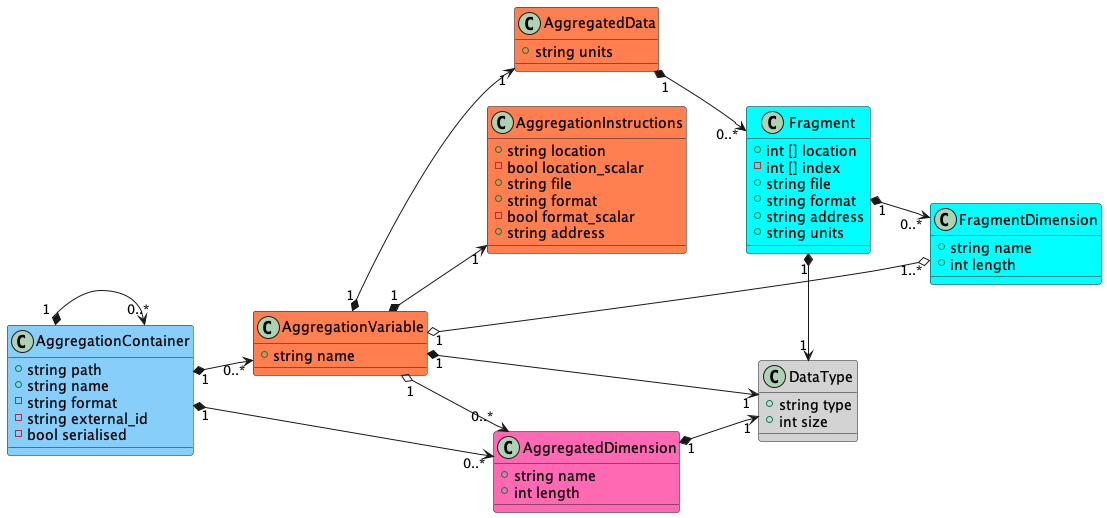 C AggregatedData
string units
1
1
0..*
C AggregationInstructions
string location
bool location_scalar
string file
string format
bool format_scalar
string address
1
1
C Fragment
int [] location
int [] index
string file
string format
string address
string units
1
0..*
1
1
C FragmentDimension
string name
int length
1..*
1
1
0..*
C AggregationContainer
string path
string name
string format
string external_id
bool serialised
1
0..*
1
0..*
C AggregationVariable
string name
1
1
1
0..*
C DataType
string type
int size
C AggregatedDimension
string name
int length
1
1